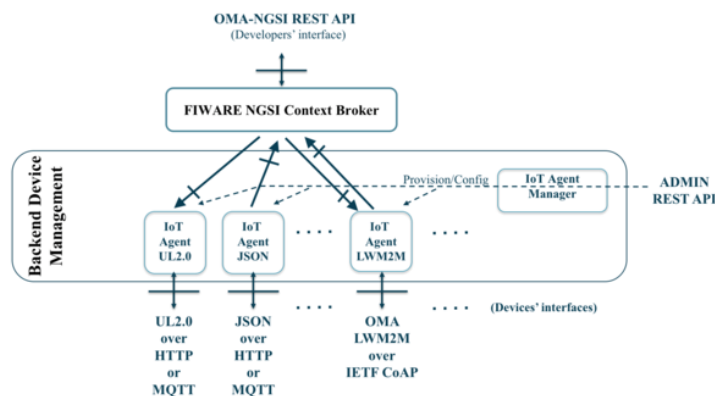 OMA-NGSI REST API
(Developers' interface)
FIWARE NGSI Context Broker
Backend Device
Management
Provision/Config
IoT Agent
Manager
ADMIN
REST API
IoT
Agent
UL2.0
IoT
Agent
JSON
. . . .
IoT
Agent
LWM2M
. . . .
. . . .
. . . .
(Devices' interfaces)
UL2.0
over
HTTP
or
MQTT
JSON
over
HTTP
or
MQTT
OMA
LWM2M
over
IETF CoAP